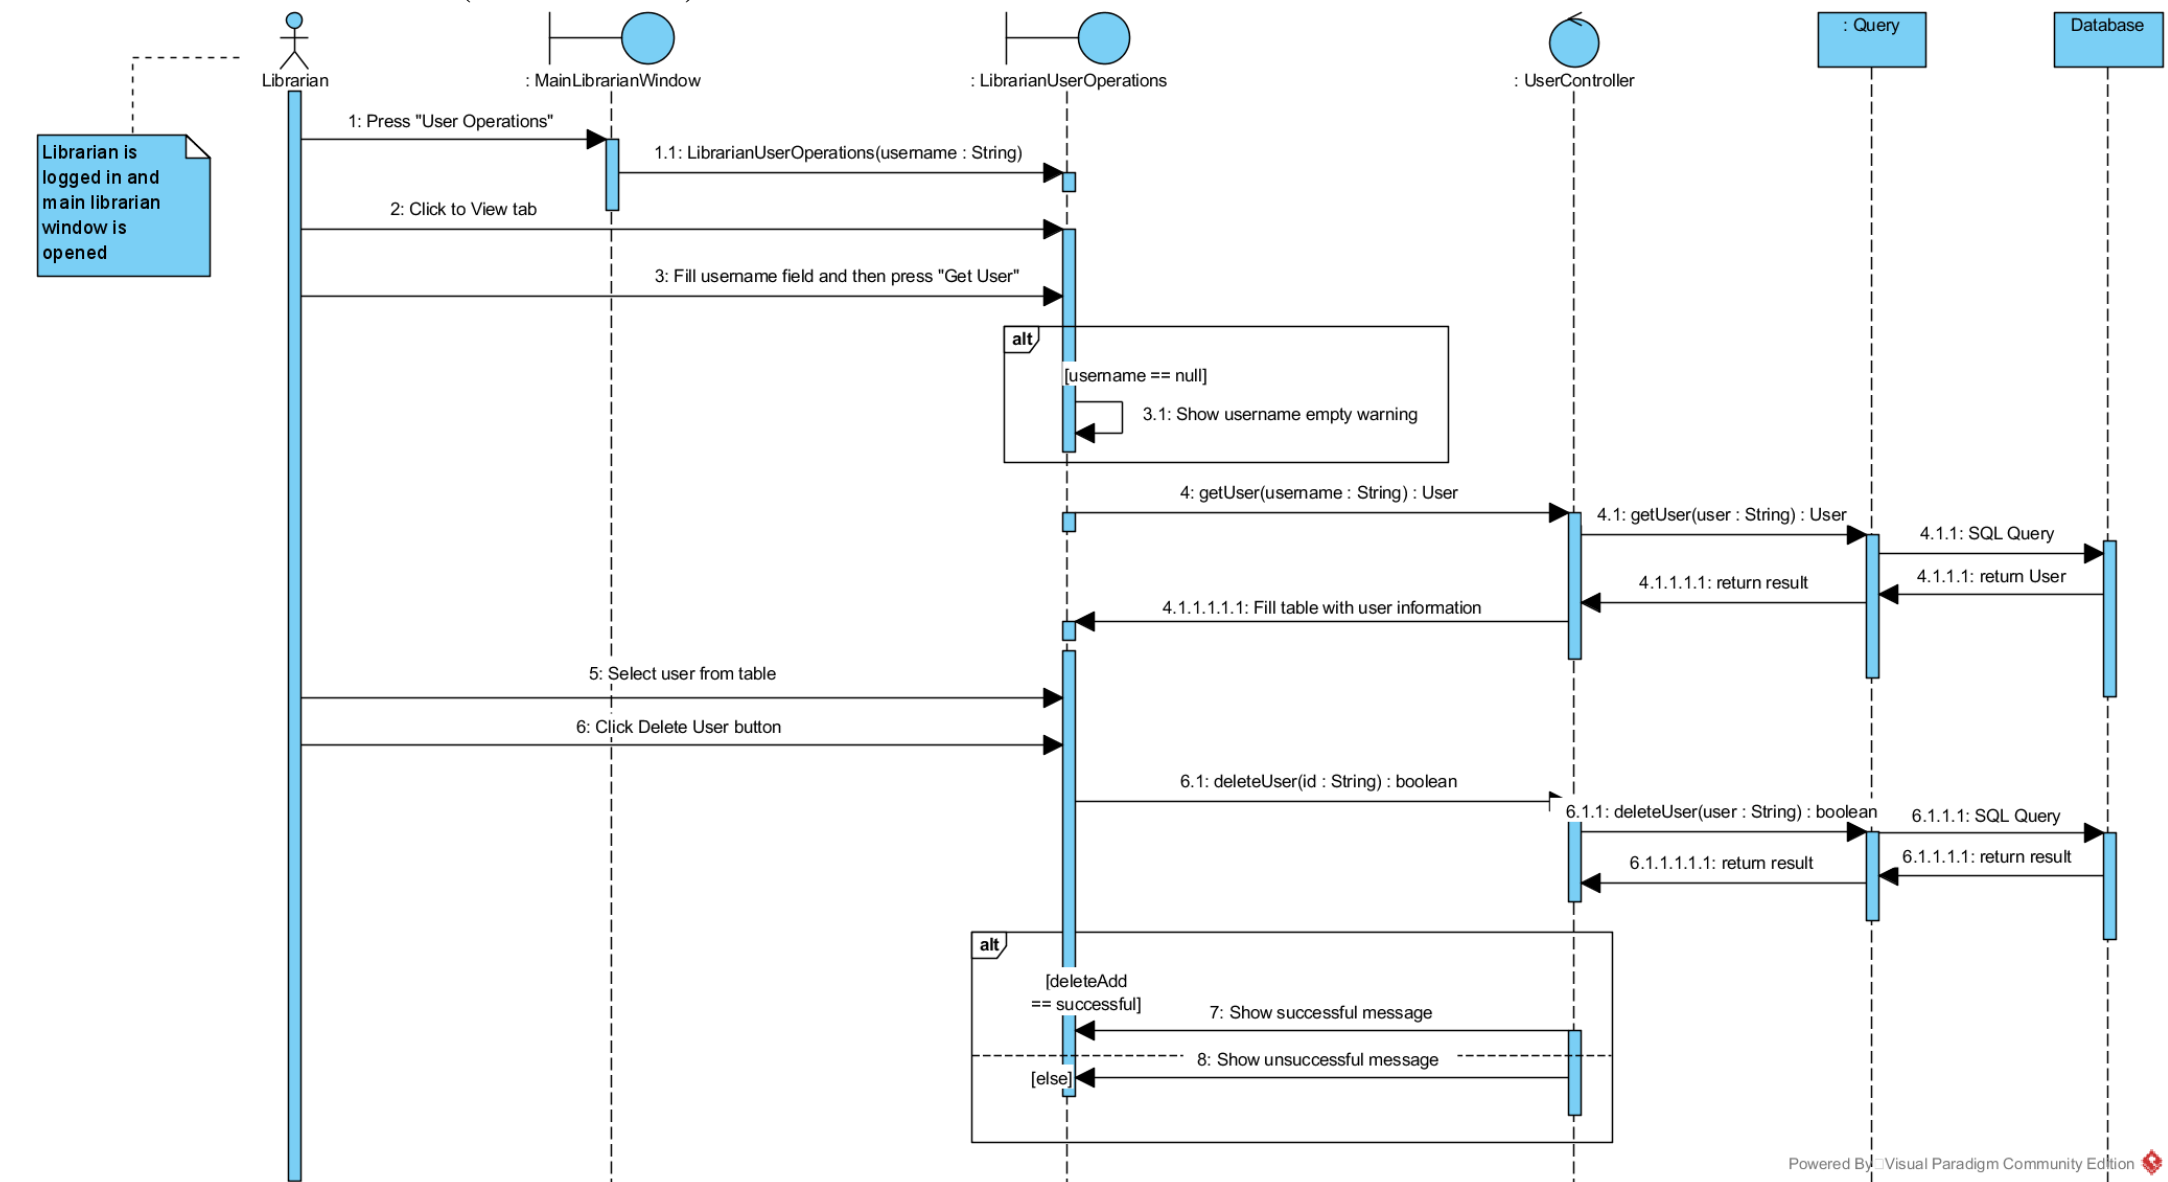 : Query
Database
Librarian
: MainLibrarianWindow
: LibrarianUserOperations
: UserController
Librarian is
logged in and
main librarian
window is
opened
1: Press "User Operations"
1.1: LibrarianUserOperations(username : String)
2: Click to View tab
3: Fill username field and then press "Get User"
alt
[username == null]
3.1: Show username empty warning
4: getUser(username : String) : User
4.1: getUser(user : String) : User
4.1.1: SQL Query
4.1.1.1: return User
4.1.1.1.1: return result
4.1.1.1.1.1: Fill table with user information
5: Select user from table
6: Click Delete User button
6.1: deleteUser(id : String) : boolean
6.1.1: deleteUser(user : String) : boolean
6.1.1.1: SQL Query
6.1.1.1.1: return result
6.1.1.1.1.1: return result
alt
[deleteAdd
== successful]
7: Show successful message
8: Show unsuccessful message
[else]
Powered By Visual Paradigm Community Edition